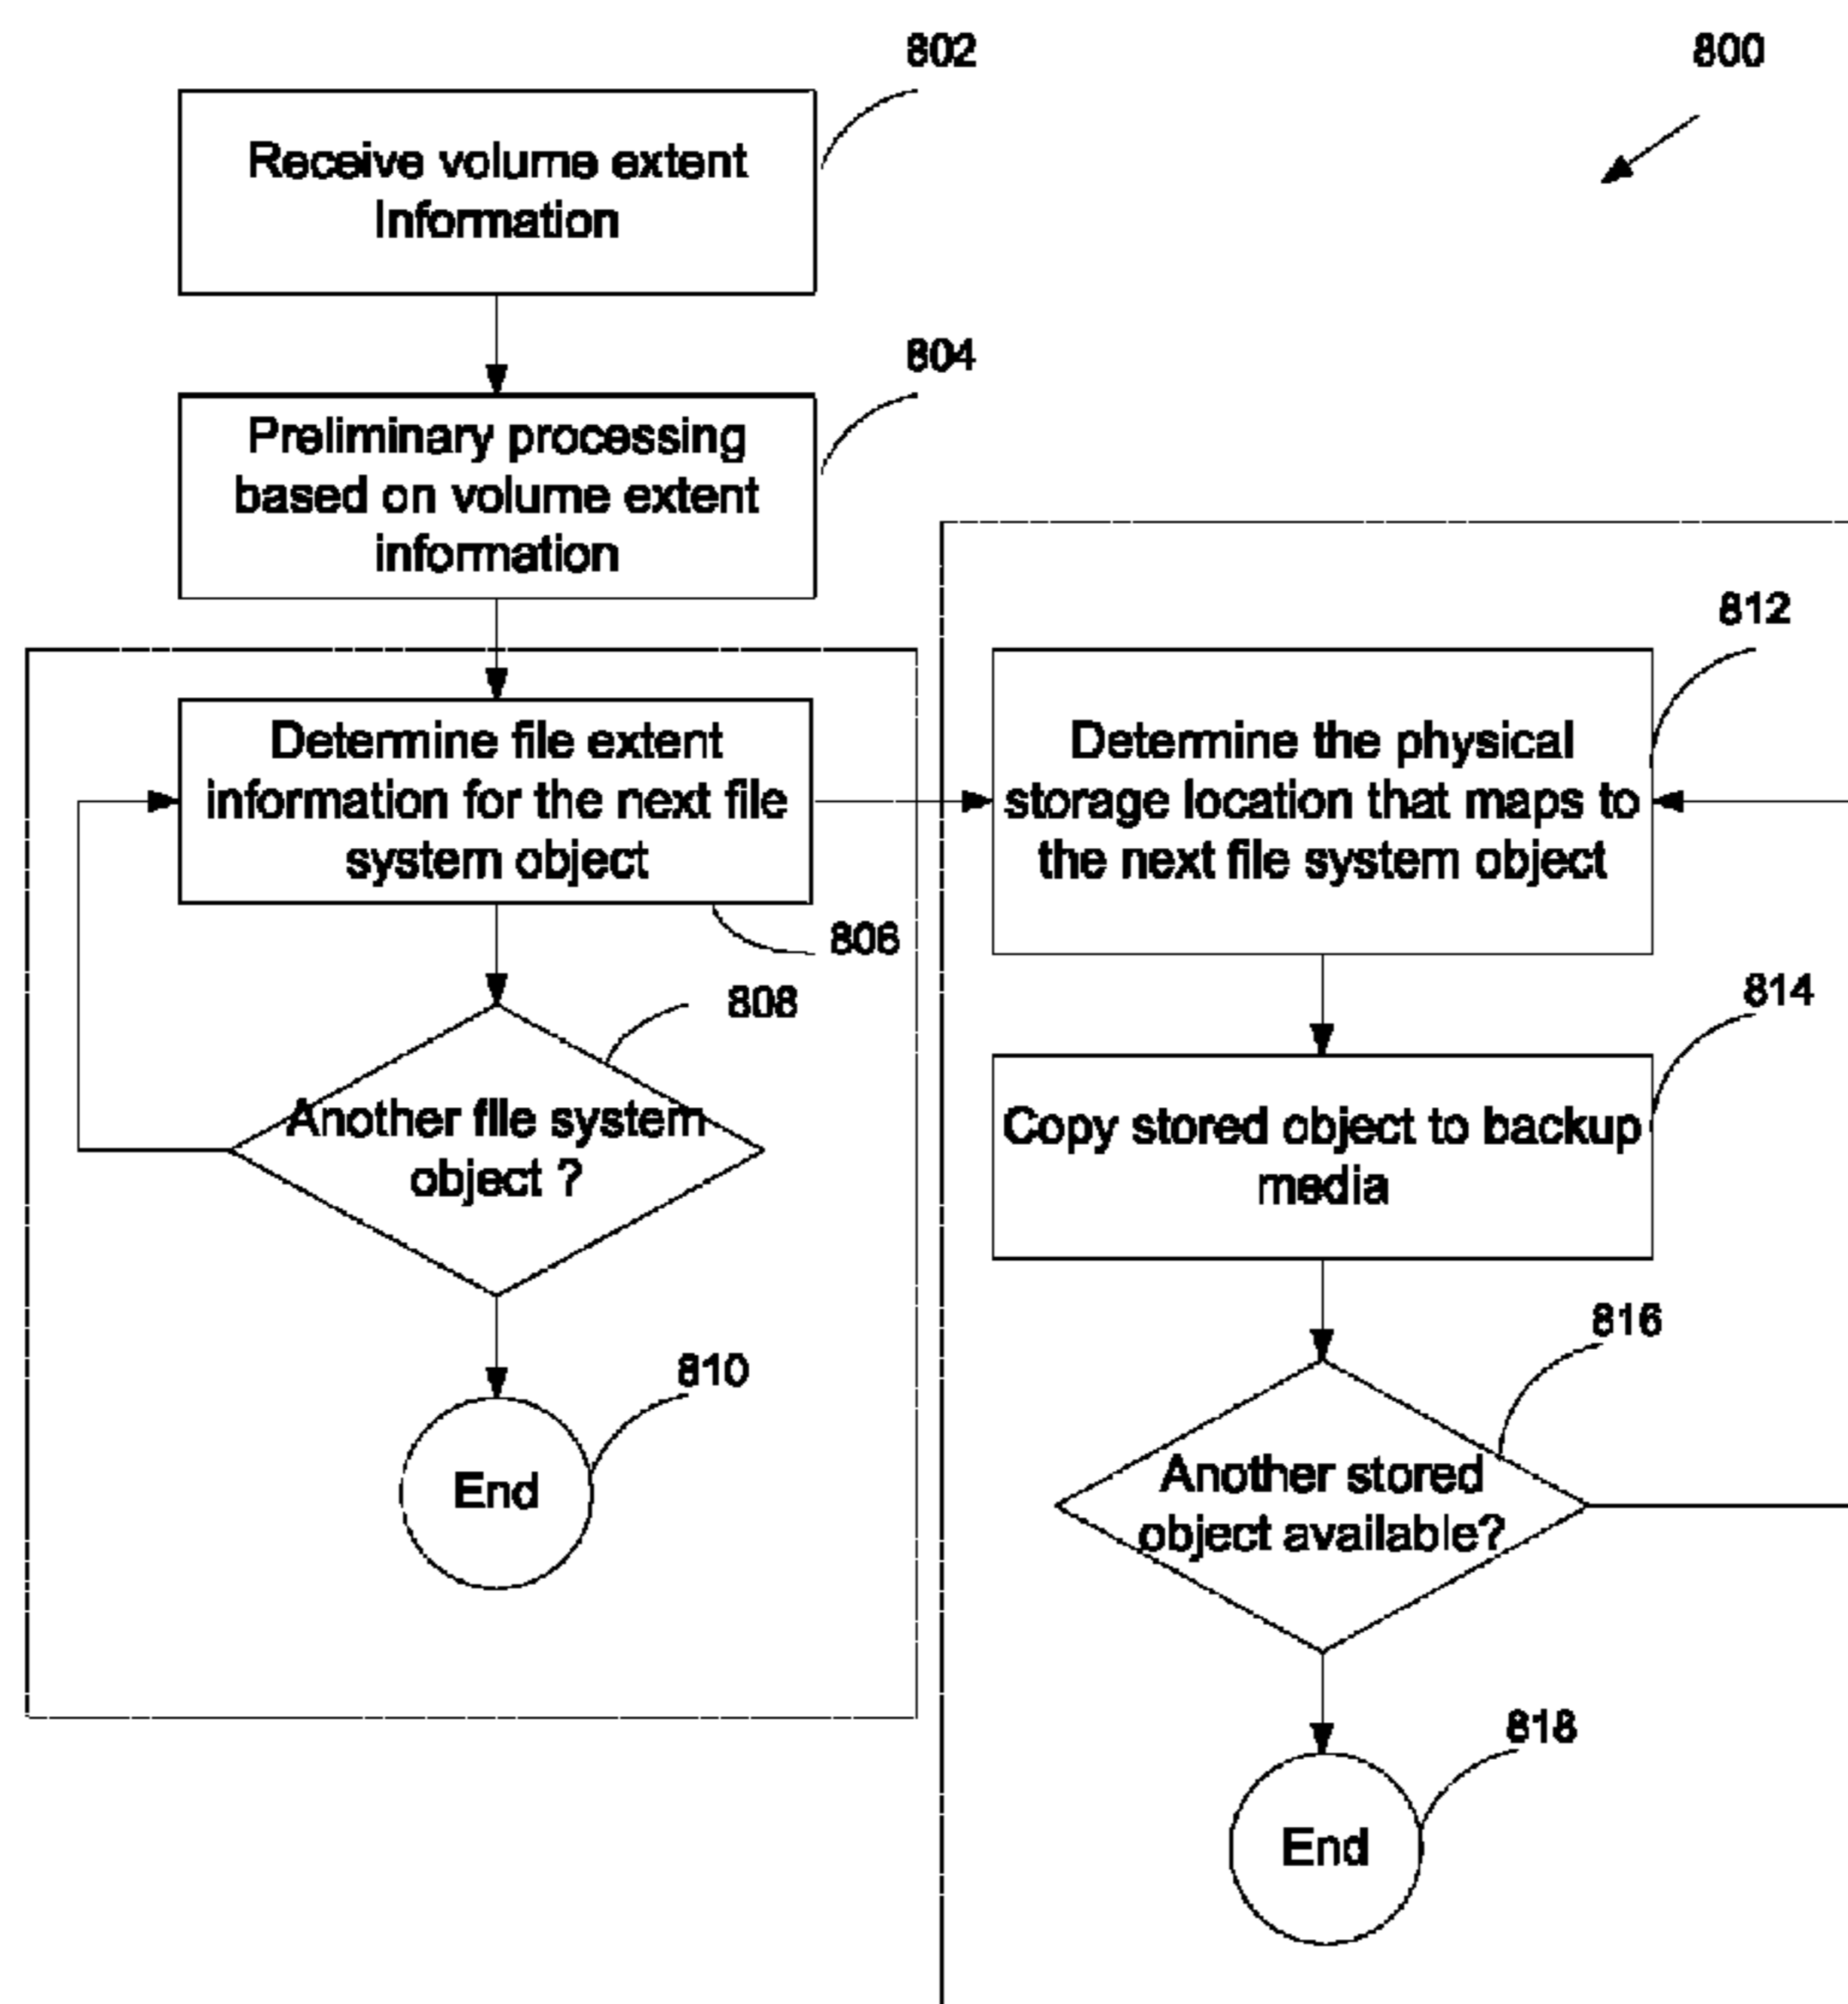 802
800
Receive volume extent
Information
804
Preliminary processing
based on volume extent
information
812
Determine file extent
information for the next file
system object
806
Determine the physical
storage location that maps to
the next file system object
808
Another file system
object ?
814
Copy stored object to backup
media
810
End
816
Another stored
object available?
818
End